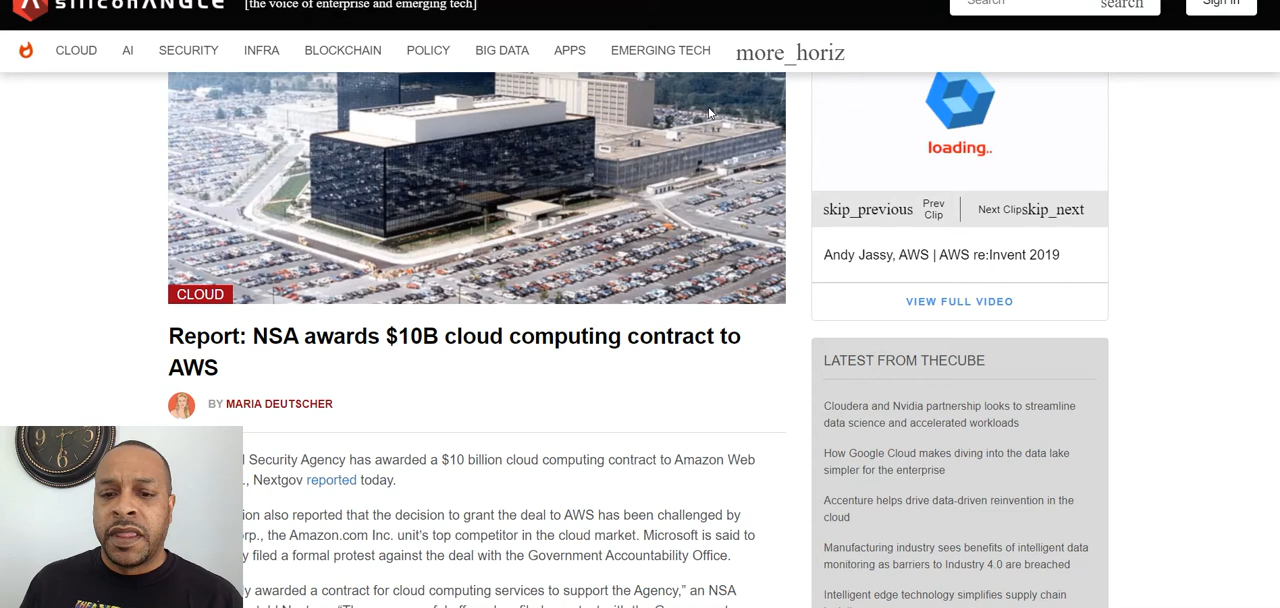 siliconANGLE [the voice of enterprise and emerging tech]
Search search Sign in
CLOUD AI SECURITY INFRA BLOCKCHAIN POLICY BIG DATA APPS EMERGING TECH more_horiz
loading..
skip_previous Prev Clip Next Clip skip_next
Andy Jassy, AWS | AWS re:Invent 2019
VIEW FULL VIDEO
CLOUD
Report: NSA awards $10B cloud computing contract to
AWS
BY MARIA DEUTSCHER
Security Agency has awarded a $10 billion cloud computing contract to Amazon Web
, Nextgov reported today.
also reported that the decision to grant the deal to AWS has been challenged by
the Amazon.com Inc. unit's top competitor in the cloud market. Microsoft is said to
filed a formal protest against the deal with the Government Accountability Office.
awarded a contract for cloud computing services to support the Agency,” an NSA
LATEST FROM THECUBE
Cloudera and Nvidia partnership looks to streamline
data science and accelerated workloads
How Google Cloud makes diving into the data lake
simpler for the enterprise
Accenture helps drive data-driven reinvention in the
cloud
Manufacturing industry sees benefits of intelligent data
monitoring as barriers to Industry 4.0 are breached
Intelligent edge technology simplifies supply chain